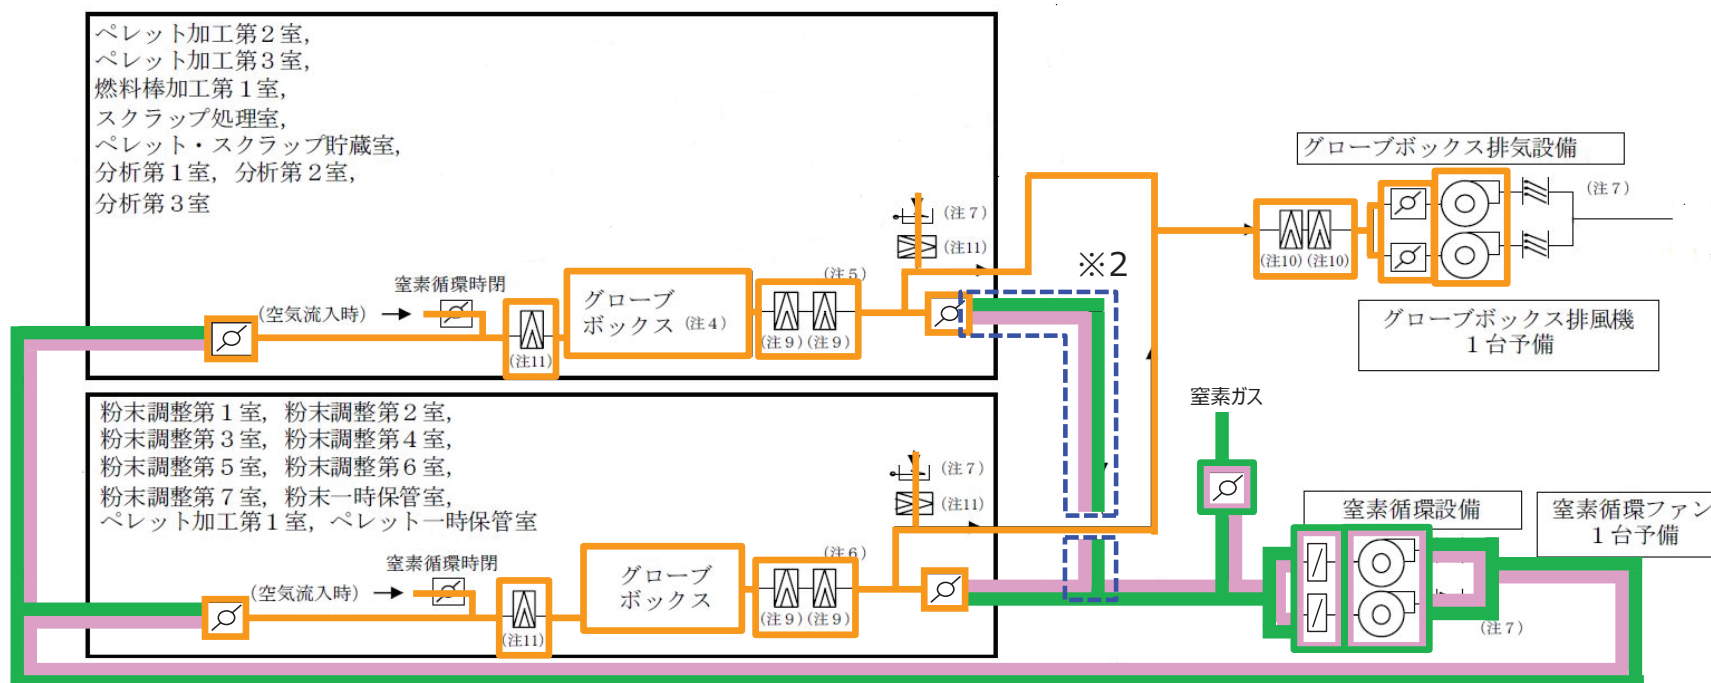 ペレット加工第２室,
ペレット加工第３室,
燃料棒加工第１室,
スクラップ処理室,
ペレット・スクラップ貯蔵室,
分析第１室, 分析第２室,
分析第３室
(注７)
(注11)
窒素循環時閉
(空気流入時)
(注11)
グローブ
ボックス (注４)
(注５)
(注９) (注９)
※2
グローブボックス排気設備
(注７)
(注10) (注10)
グローブボックス排風機
１台予備
粉末調整第１室, 粉末調整第２室,
粉末調整第３室, 粉末調整第４室,
粉末調整第５室, 粉末調整第６室,
粉末調整第７室, 粉末一時保管室,
ペレット加工第１室, ペレット一時保管室
(注７)
(注11)
窒素循環時閉
(空気流入時)
(注11)
グローブ
ボックス
(注６)
(注９) (注９)
窒素ガス
窒素循環設備
窒素循環ファン
１台予備
(注７)